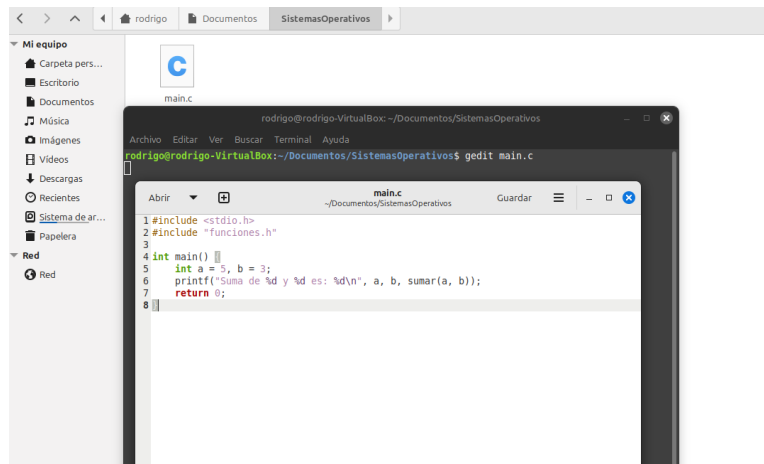 rodrigo Documentos SistemasOperativos
Mi equipo
Carpeta pers...
Escritorio
Documentos
Música
Imágenes
Vídeos
Descargas
Recientes
Sistema de ar...
Papelera
Red
Red
C
main.c
rodrigo@rodrigo-VirtualBox: ~/Documentos/SistemasOperativos
Archivo Editar Ver Buscar Terminal Ayuda
rodrigo@rodrigo-VirtualBox:~/Documentos/SistemasOperativos$ gedit main.c
Abrir main.c Guardar
~/Documentos/SistemasOperativos
1 #include <stdio.h>
2 #include "funciones.h"
3
4 int main() {
5 int a = 5, b = 3;
6 printf("Suma de %d y %d es: %d\n", a, b, sumar(a, b));
7 return 0;
8 }